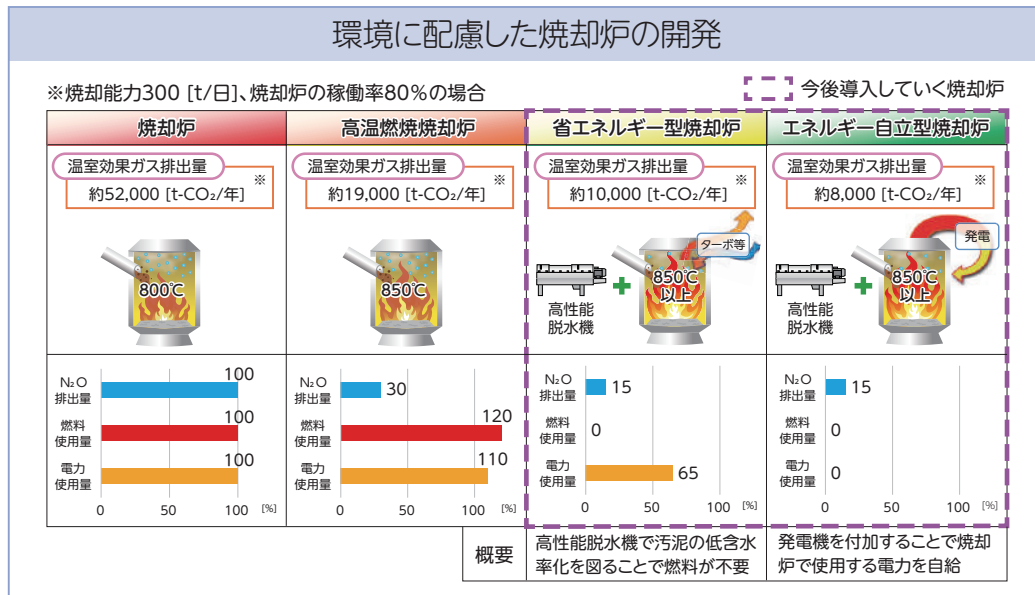 環境に配慮した焼却炉の開発
※焼却能力300 [t/日]、焼却炉の稼働率80%の場合
今後導入していく焼却炉
焼却炉
温室効果ガス排出量
※
約52,000 [t-CO₂/年]
800℃
N₂O
排出量
100
燃料
使用量
100
電力
使用量
100
0 50 100 [%]
高温燃焼焼却炉
温室効果ガス排出量
※
約19,000 [t-CO₂/年]
850℃
30
120
110
0 50 100 [%]
省エネルギー型焼却炉
温室効果ガス排出量
※
約10,000 [t-CO₂/年]
ターボ等
850℃
以上
+
高性能
脱水機
N₂O
排出量
15
燃料
使用量
0
電力
使用量
65
0 50 100 [%]
エネルギー自立型焼却炉
温室効果ガス排出量
※
約8,000 [t-CO₂/年]
発電
850℃
以上
+
高性能
脱水機
N₂O
排出量
15
燃料
使用量
0
電力
使用量
0
0 50 100 [%]
概要
高性能脱水機で汚泥の低含水
率化を図ることで燃料が不要
発電機を付加することで焼却
炉で使用する電力を自給